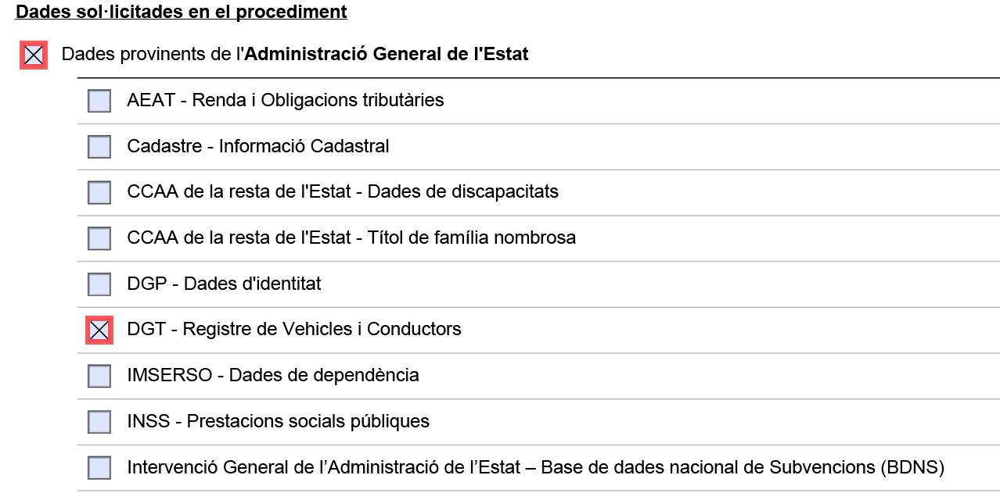 Dades sol·licitades en el procediment
Dades provinents de l'Administració General de l'Estat
AEAT - Renda i Obligacions tributàries
Cadastre - Informació Cadastral
CCAA de la resta de l'Estat - Dades de discapacitats
CCAA de la resta de l'Estat - Títol de família nombrosa
DGP - Dades d'identitat
DGT - Registre de Vehicles i Conductors
IMSERSO - Dades de dependència
INSS - Prestacions socials públiques
Intervenció General de l’Administració de l’Estat – Base de dades nacional de Subvencions (BDNS)